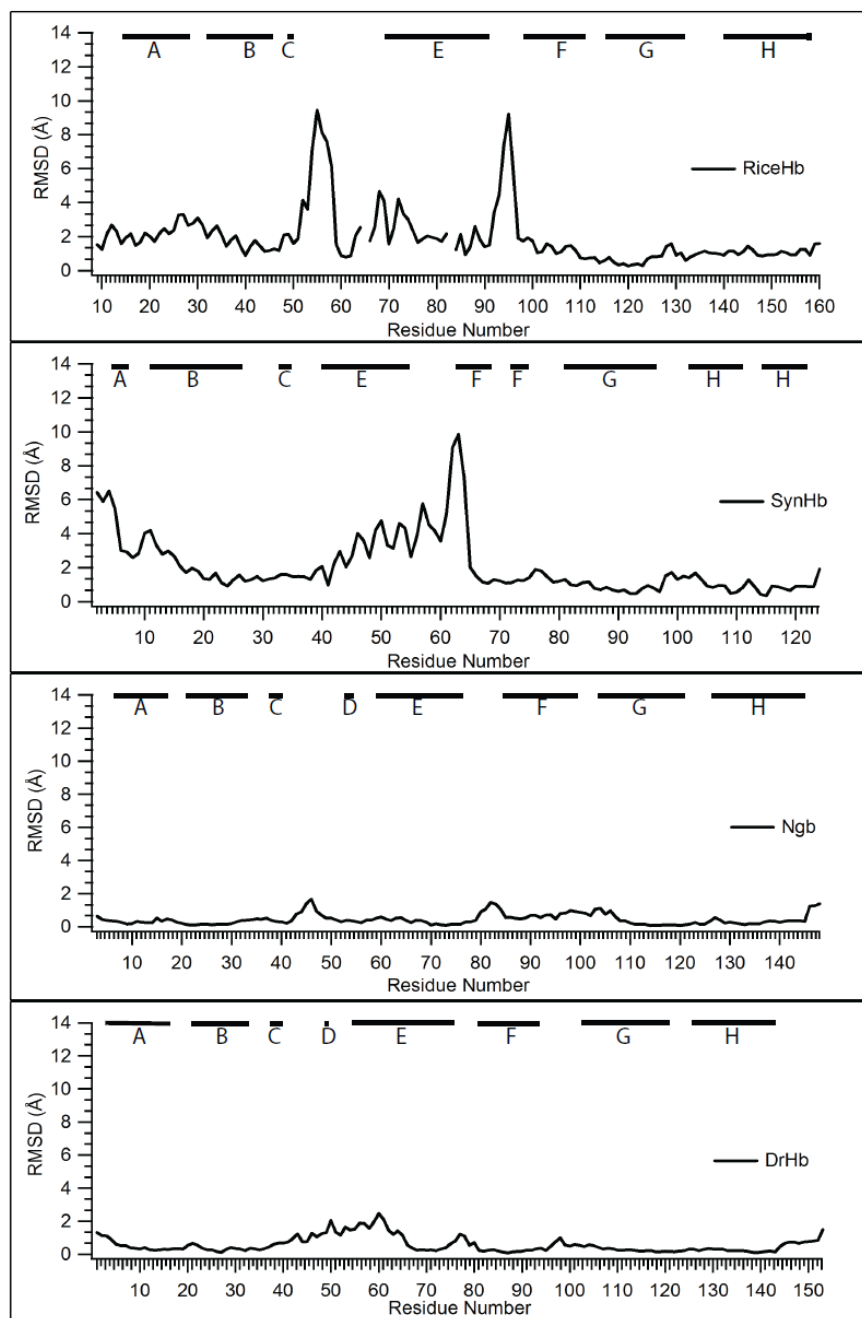 14
12
10
8
6
4
2
0
RMSD (Å)
A B C E F G H
RiceHb
10 20 30 40 50 60 70 80 90 100 110 120 130 140 150 160
Residue Number
14
12
10
8
6
4
2
0
RMSD (Å)
A B C E F F G H H
SynHb
10 20 30 40 50 60 70 80 90 100 110 120
Residue Number
14
12
10
8
6
4
2
0
RMSD (Å)
A B C D E F G H
Ngb
10 20 30 40 50 60 70 80 90 100 110 120 130 140
Residue Number
14
12
10
8
6
4
2
0
RMSD (Å)
A B C D E F G H
DrHb
10 20 30 40 50 60 70 80 90 100 110 120 130 140 150
Residue Number